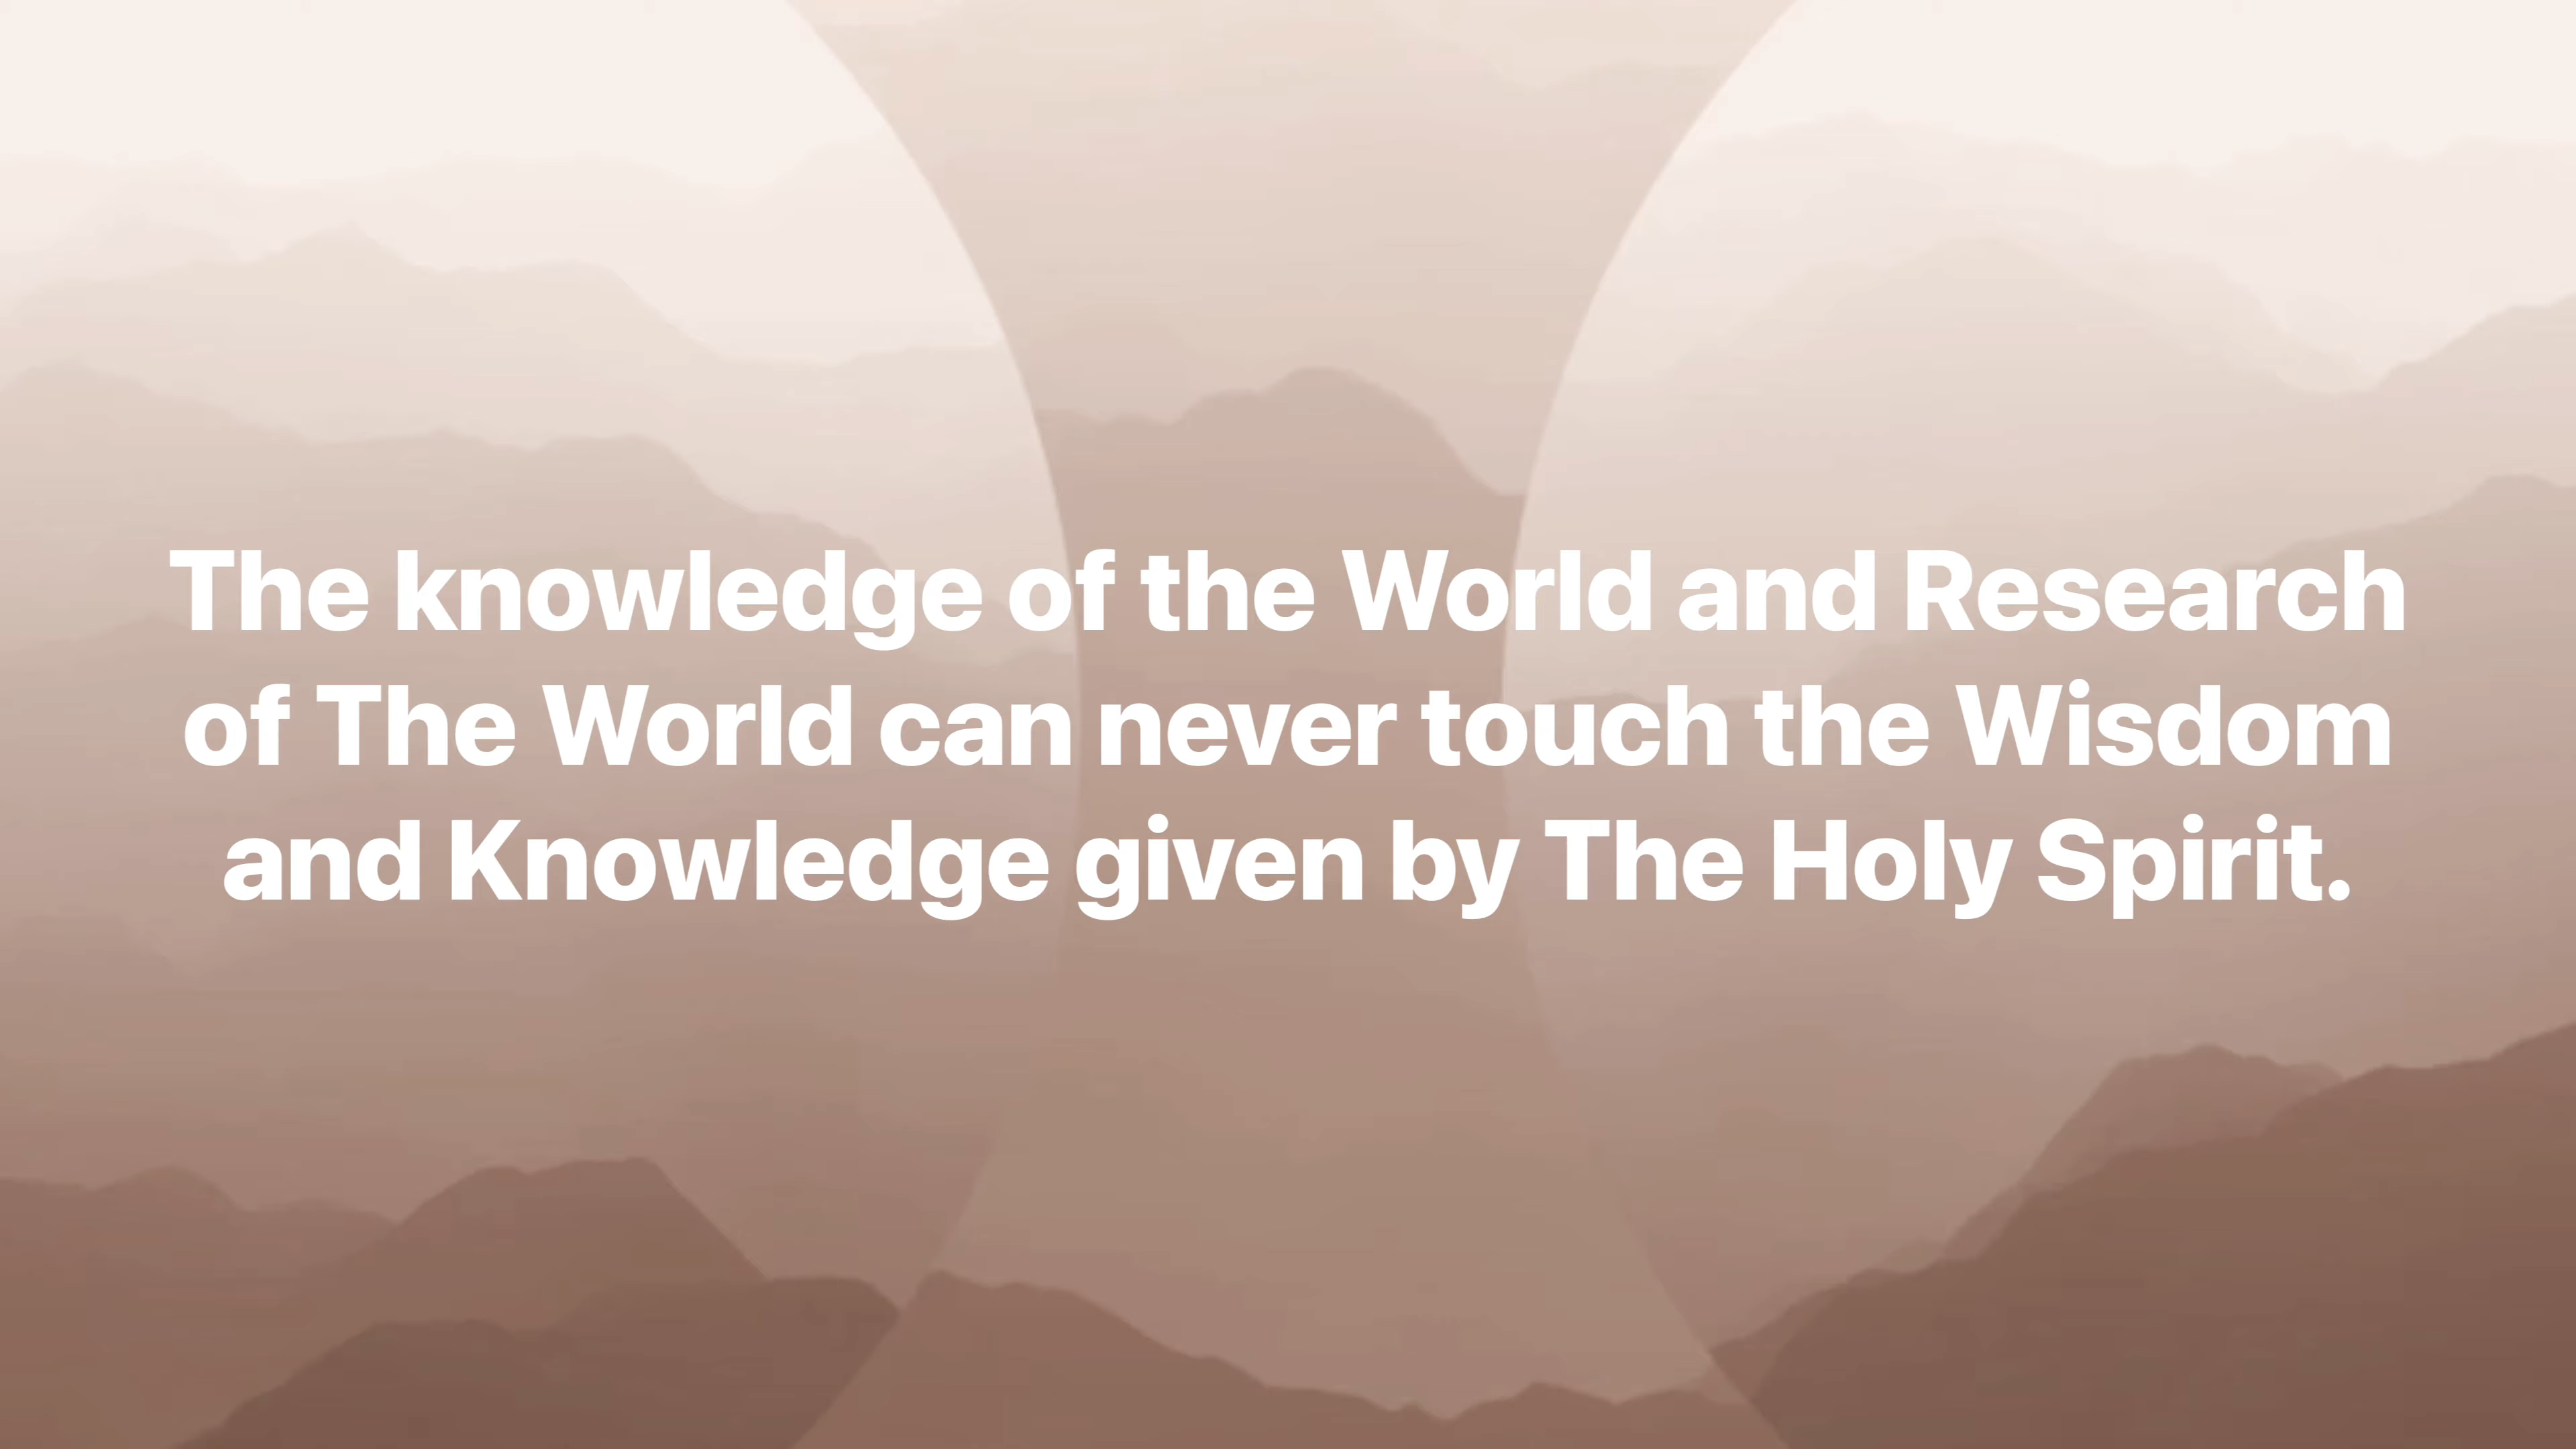 The knowledge of the World and Research
of The World can never touch the Wisdom
and Knowledge given by The Holy Spirit.